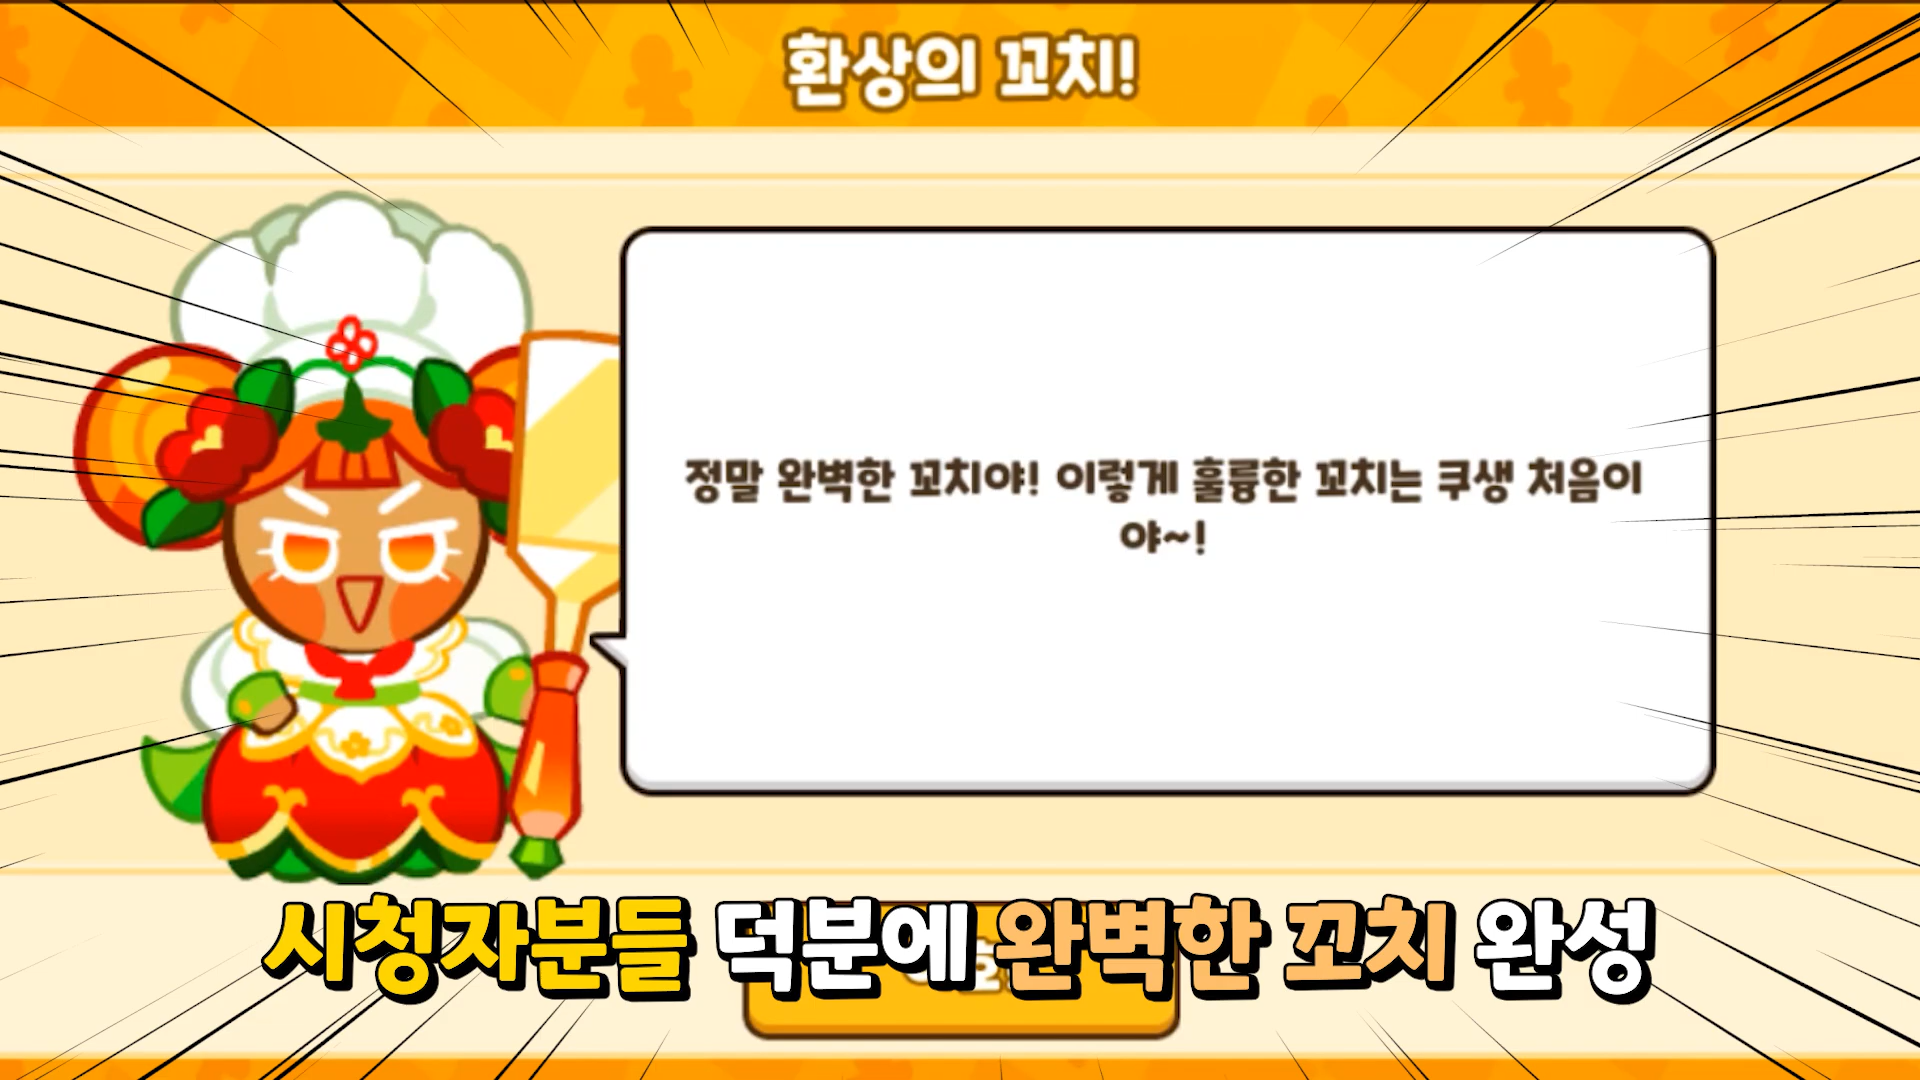 환상의 꼬치!
정말 완벽한 꼬치야! 이렇게 훌륭한 꼬치는 쿠생 처음이
야~!
시청자분들 덕분에 완벽한 꼬치 완성